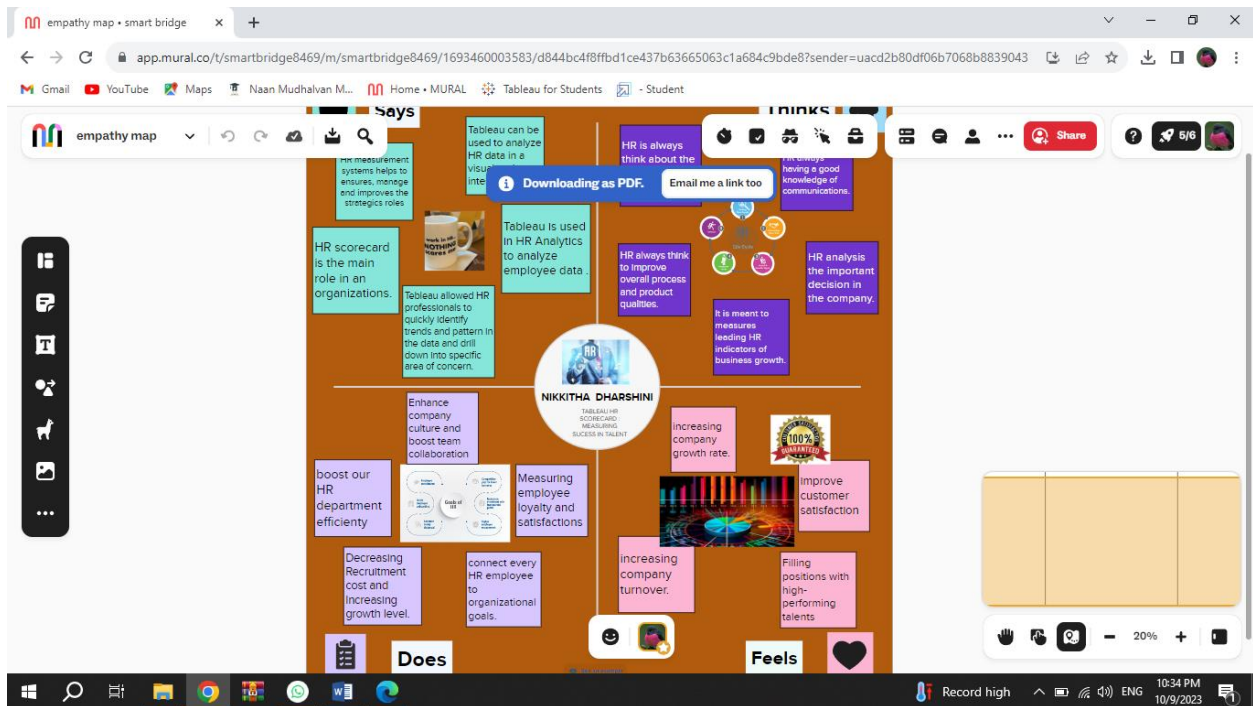 empathy map • smart bridge
app.mural.co/t/smartbridge8469/m/smartbridge8469/1693460003583/d844bc4f8ffbd1ce437b63665063c1a684c9bde8?sender=uacd2b80df06b7068b8839043
Gmail
YouTube
Maps
Naan Mudhalvan M...
Home • MURAL
Tableau for Students
- Student
empathy map
Share
5/6
Downloading as PDF.
Email me a link too
Says
HR measurement
systems helps to
ensures, manage
and improves the
strategics roles
Tableau can be
used to analyze
HR data in a
HR scorecard
is the main
role in an
organizations.
NOTHING
Tableau is used
in HR Analytics
to analyze
employee data .
Tebleau allowed HR
professionals to
quickly identify
trends and pattern in
the data and drill
down into specific
area of concern.
Thinks
HR is always
think about the
HR always
having a good
knowledge of
communications.
HR always think
to improve
overall process
and product
qualities.
HR analysis
the important
decision in
the company.
It is meant to
measures
leading HR
indicators of
business growth.
HR
NIKKITHA DHARSHINI
TABLEAU HR
SCORECARD :
MEASURING
SUCESS IN TALENT
Enhance
company
culture and
boost team
collaboration
boost our
HR
department
efficienty
Goals of
HR
Measuring
employee
loyalty and
satisfactions
Decreasing
Recruitment
cost and
Increasing
growth level.
connect every
HR employee
to
organizational
goals.
Does
increasing
company
growth rate.
100%
GUARANTEED
Improve
customer
satisfaction
increasing
company
turnover.
Filling
positions with
high-
performing
talents
Feels
20%
Record high
ENG
10:34 PM
10/9/2023
1